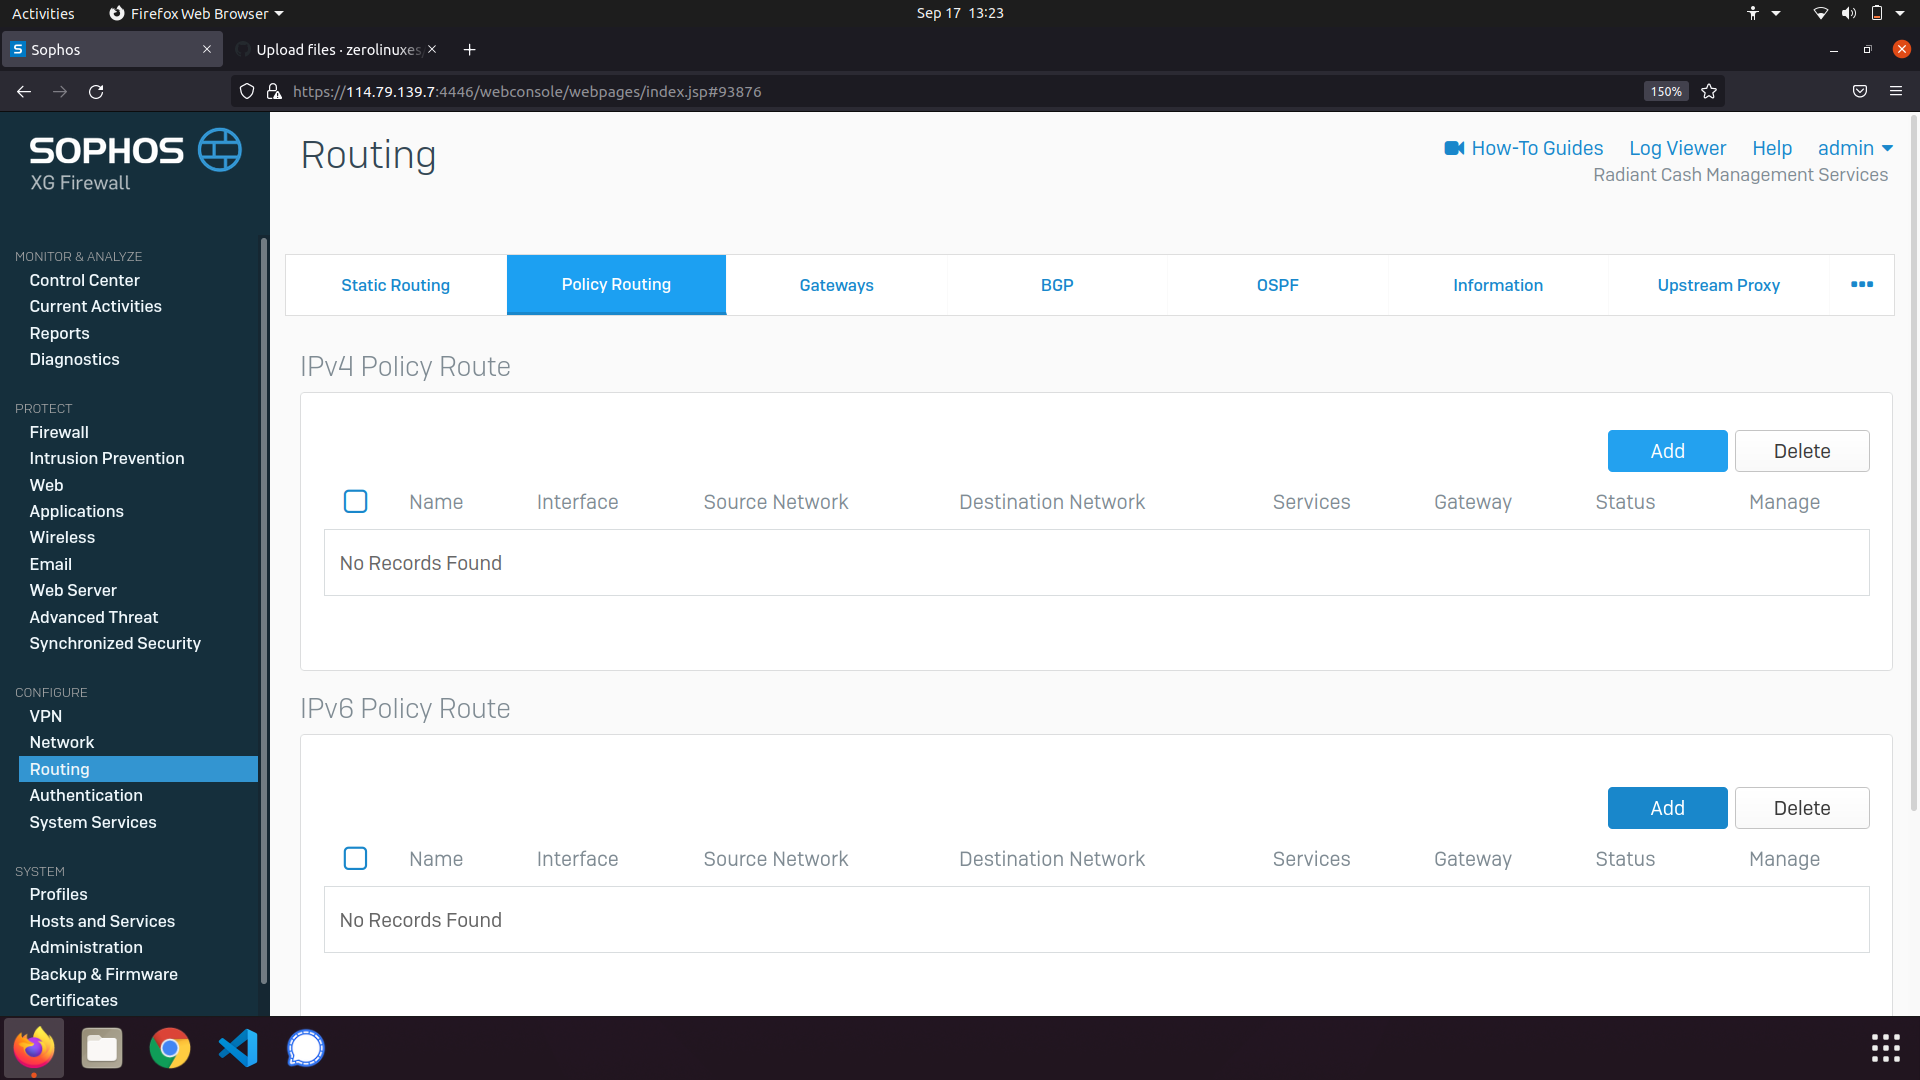 Activities
Firefox Web Browser
Sep 17 13:23
Sophos
Upload files · zerolinuxes
https://114.79.139.7:4446/webconsole/webpages/index.jsp#93876
150%
SOPHOS
XG Firewall
Routing
How-To Guides
Log Viewer
Help
admin
Radiant Cash Management Services
MONITOR & ANALYZE
Control Center
Current Activities
Reports
Diagnostics
PROTECT
Firewall
Intrusion Prevention
Web
Applications
Wireless
Email
Web Server
Advanced Threat
Synchronized Security
CONFIGURE
VPN
Network
Routing
Authentication
System Services
SYSTEM
Profiles
Hosts and Services
Administration
Backup & Firmware
Certificates
Static Routing
Policy Routing
Gateways
BGP
OSPF
Information
Upstream Proxy
IPv4 Policy Route
Add
Delete
Name Interface Source Network Destination Network Services Gateway Status Manage
No Records Found
IPv6 Policy Route
Add
Delete
Name Interface Source Network Destination Network Services Gateway Status Manage
No Records Found